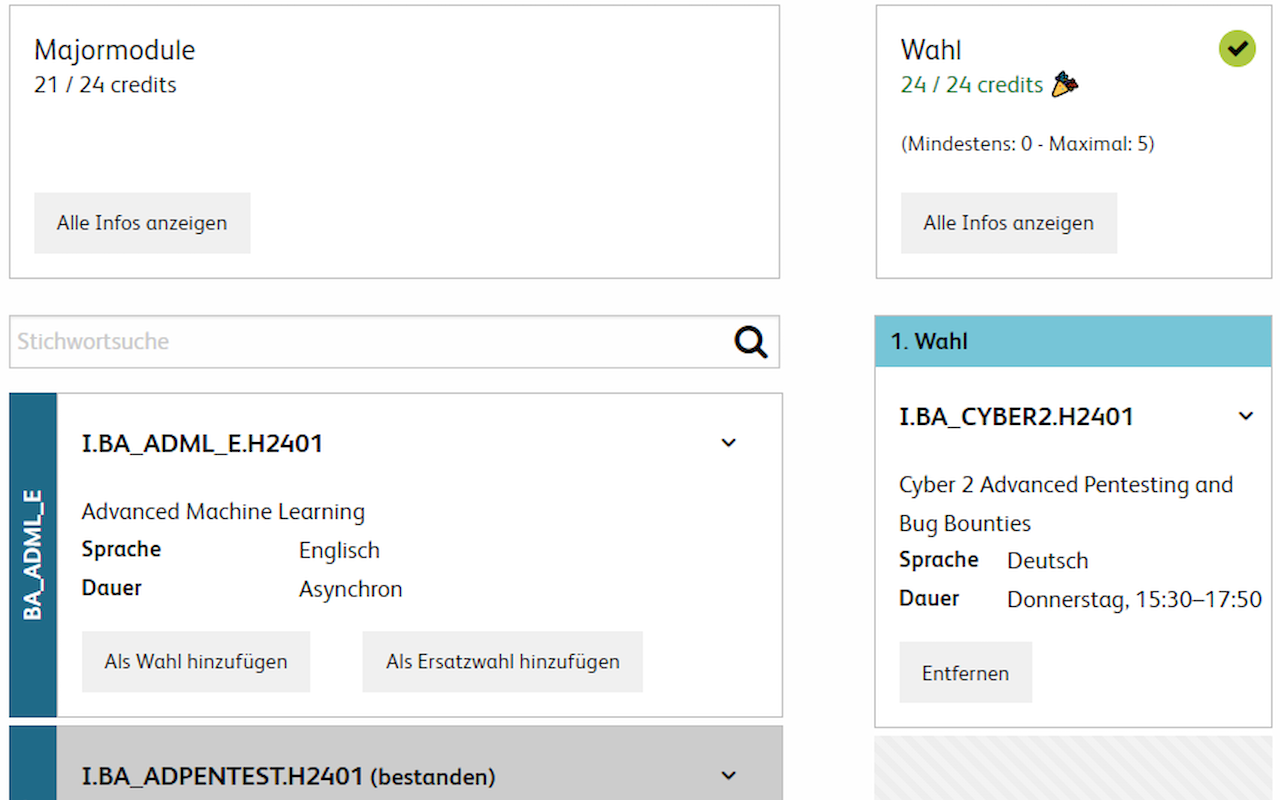 Majormodule
21 / 24 credits
Alle Infos anzeigen
Wahl
24 / 24 credits
(Mindestens: 0 - Maximal: 5)
Alle Infos anzeigen
Stichwortsuche
BA_ADML_E
I.BA_ADML_E.H2401
Advanced Machine Learning
Sprache Englisch
Dauer Asynchron
Als Wahl hinzufügen Als Ersatzwahl hinzufügen
I.BA_ADPENTEST.H2401 (bestanden)
1. Wahl
I.BA_CYBER2.H2401
Cyber 2 Advanced Pentesting and
Bug Bounties
Sprache Deutsch
Dauer Donnerstag, 15:30–17:50
Entfernen